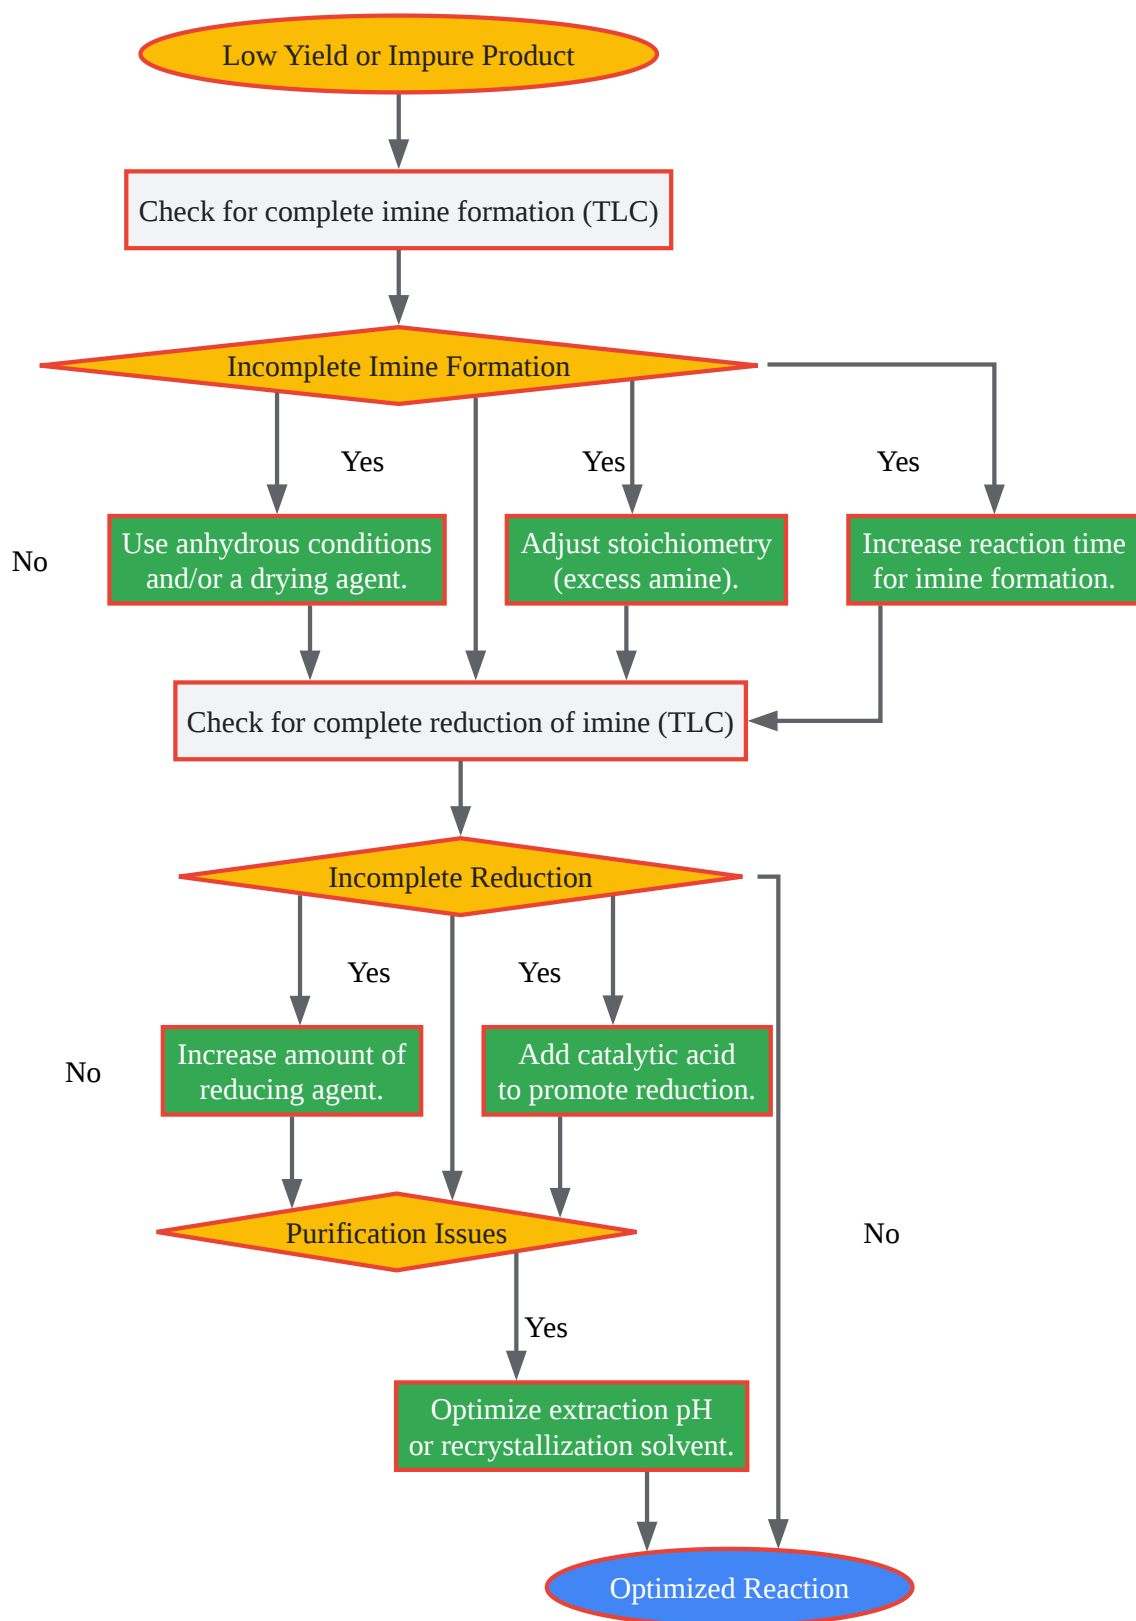 Low Yield or Impure Product
Check for complete imine formation (TLC)
Incomplete Imine Formation
Yes
Yes
Yes
No
Use anhydrous conditions
and/or a drying agent.
Adjust stoichiometry
(excess amine).
Increase reaction time
for imine formation.
Check for complete reduction of imine (TLC)
Incomplete Reduction
Yes
Yes
No
Increase amount of
reducing agent.
Add catalytic acid
to promote reduction.
Purification Issues
No
Yes
Optimize extraction pH
or recrystallization solvent.
Optimized Reaction